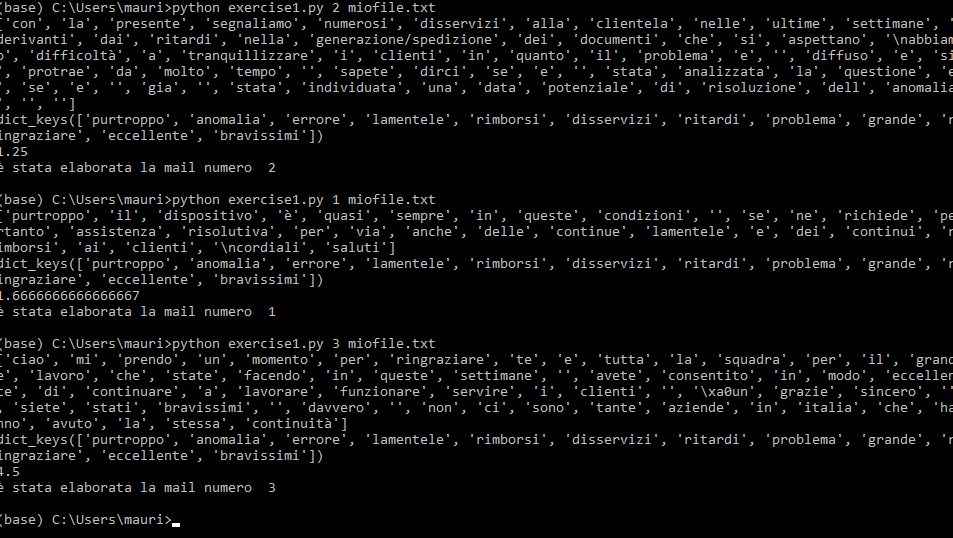 (base) C:\Users\mauri>python exercise1.py 2 miofile.txt
['con', 'la', 'presente', 'segnaliamo', 'numerosi', 'disservizi', 'alla', 'clientela', 'nelle', 'ultime', 'settimane', '
derivanti', 'dai', 'ritardi', 'nella', 'generazione/spedizione', 'dei', 'documenti', 'che', 'si', 'aspettano', '\nabbiam
o', 'difficoltà', 'a', 'tranquillizzare', 'i', 'clienti', 'in', 'quanto', 'il', 'problema', 'e', '', 'diffuso', 'e', 'si
', 'protrae', 'da', 'molto', 'tempo', '', 'sapete', 'dirci', 'se', 'e', '', 'stata', 'analizzata', 'la', 'questione', 'e
', 'se', 'e', '', 'gia', '', 'stata', 'individuata', 'una', 'data', 'potenziale', 'di', 'risoluzione', 'dell', 'anomalia
', '', '']
dict_keys(['purtroppo', 'anomalia', 'errore', 'lamentele', 'rimborsi', 'disservizi', 'ritardi', 'problema', 'grande', 'r
ingraziare', 'eccellente', 'bravissimi'])
1.25
è stata elaborata la mail numero  2
(base) C:\Users\mauri>python exercise1.py 1 miofile.txt
['purtroppo', 'il', 'dispositivo', 'è', 'quasi', 'sempre', 'in', 'queste', 'condizioni', '', 'se', 'ne', 'richiede', 'pe
rtanto', 'assistenza', 'risolutiva', 'per', 'via', 'anche', 'delle', 'continue', 'lamentele', 'e', 'dei', 'continui', 'r
imborsi', 'ai', 'clienti', '\ncordiali', 'saluti']
dict_keys(['purtroppo', 'anomalia', 'errore', 'lamentele', 'rimborsi', 'disservizi', 'ritardi', 'problema', 'grande', 'r
ingraziare', 'eccellente', 'bravissimi'])
1.6666666666666667
è stata elaborata la mail numero  1
(base) C:\Users\mauri>python exercise1.py 3 miofile.txt
['ciao', 'mi', 'prendo', 'un', 'momento', 'per', 'ringraziare', 'te', 'e', 'tutta', 'la', 'squadra', 'per', 'il', 'grand
e', 'lavoro', 'che', 'state', 'facendo', 'in', 'queste', 'settimane', '', 'avete', 'consentito', 'in', 'modo', 'eccellen
te', 'di', 'continuare', 'a', 'lavorare', 'funzionare', 'servire', 'i', 'clienti', '', '\xa0un', 'grazie', 'sincero', ''
, 'siete', 'stati', 'bravissimi', '', 'davvero', '', 'non', 'ci', 'sono', 'tante', 'aziende', 'in', 'italia', 'che', 'ha
nno', 'avuto', 'la', 'stessa', 'continuità']
dict_keys(['purtroppo', 'anomalia', 'errore', 'lamentele', 'rimborsi', 'disservizi', 'ritardi', 'problema', 'grande', 'r
ingraziare', 'eccellente', 'bravissimi'])
4.5
è stata elaborata la mail numero  3
(base) C:\Users\mauri>